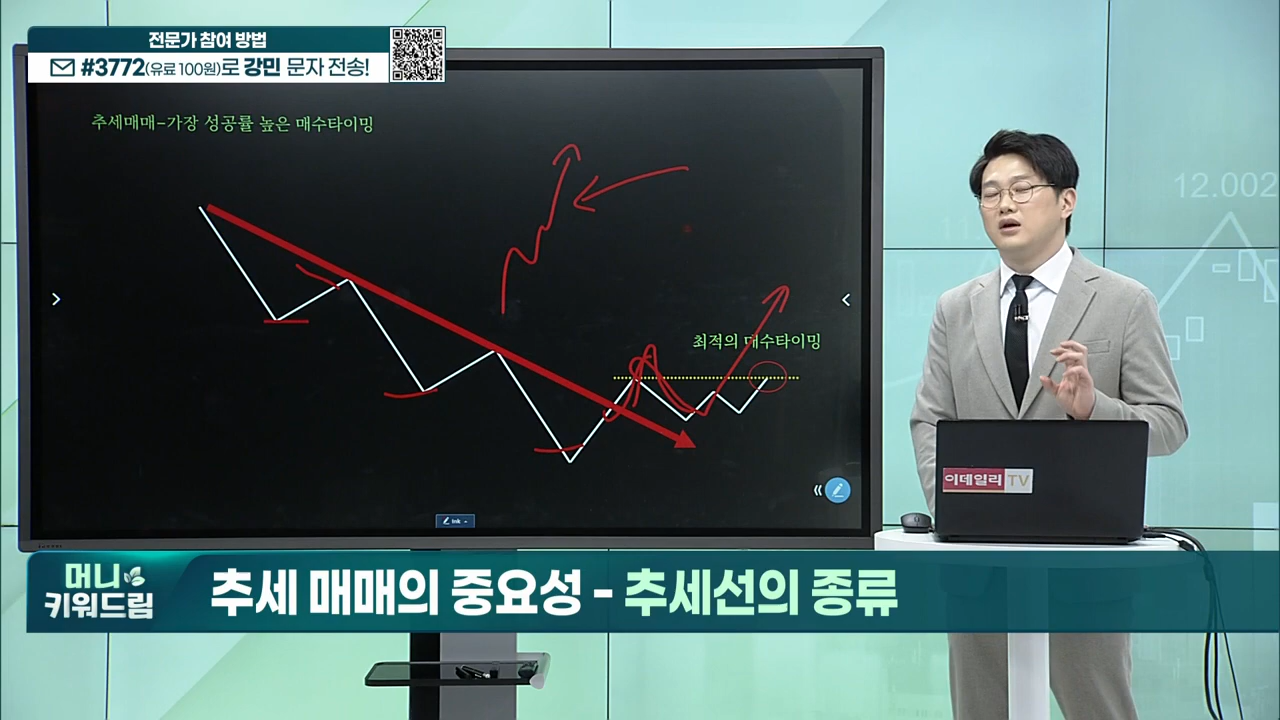 전문가 참여 방법
#3772(유료 100원)로 강민 문자 전송!
추세매매-가장 성공률 높은 매수타이밍
12.002
최적의 매수타이밍
Ink
이데일리 TV
머니
키워드림
추세 매매의 중요성 - 추세선의 종류